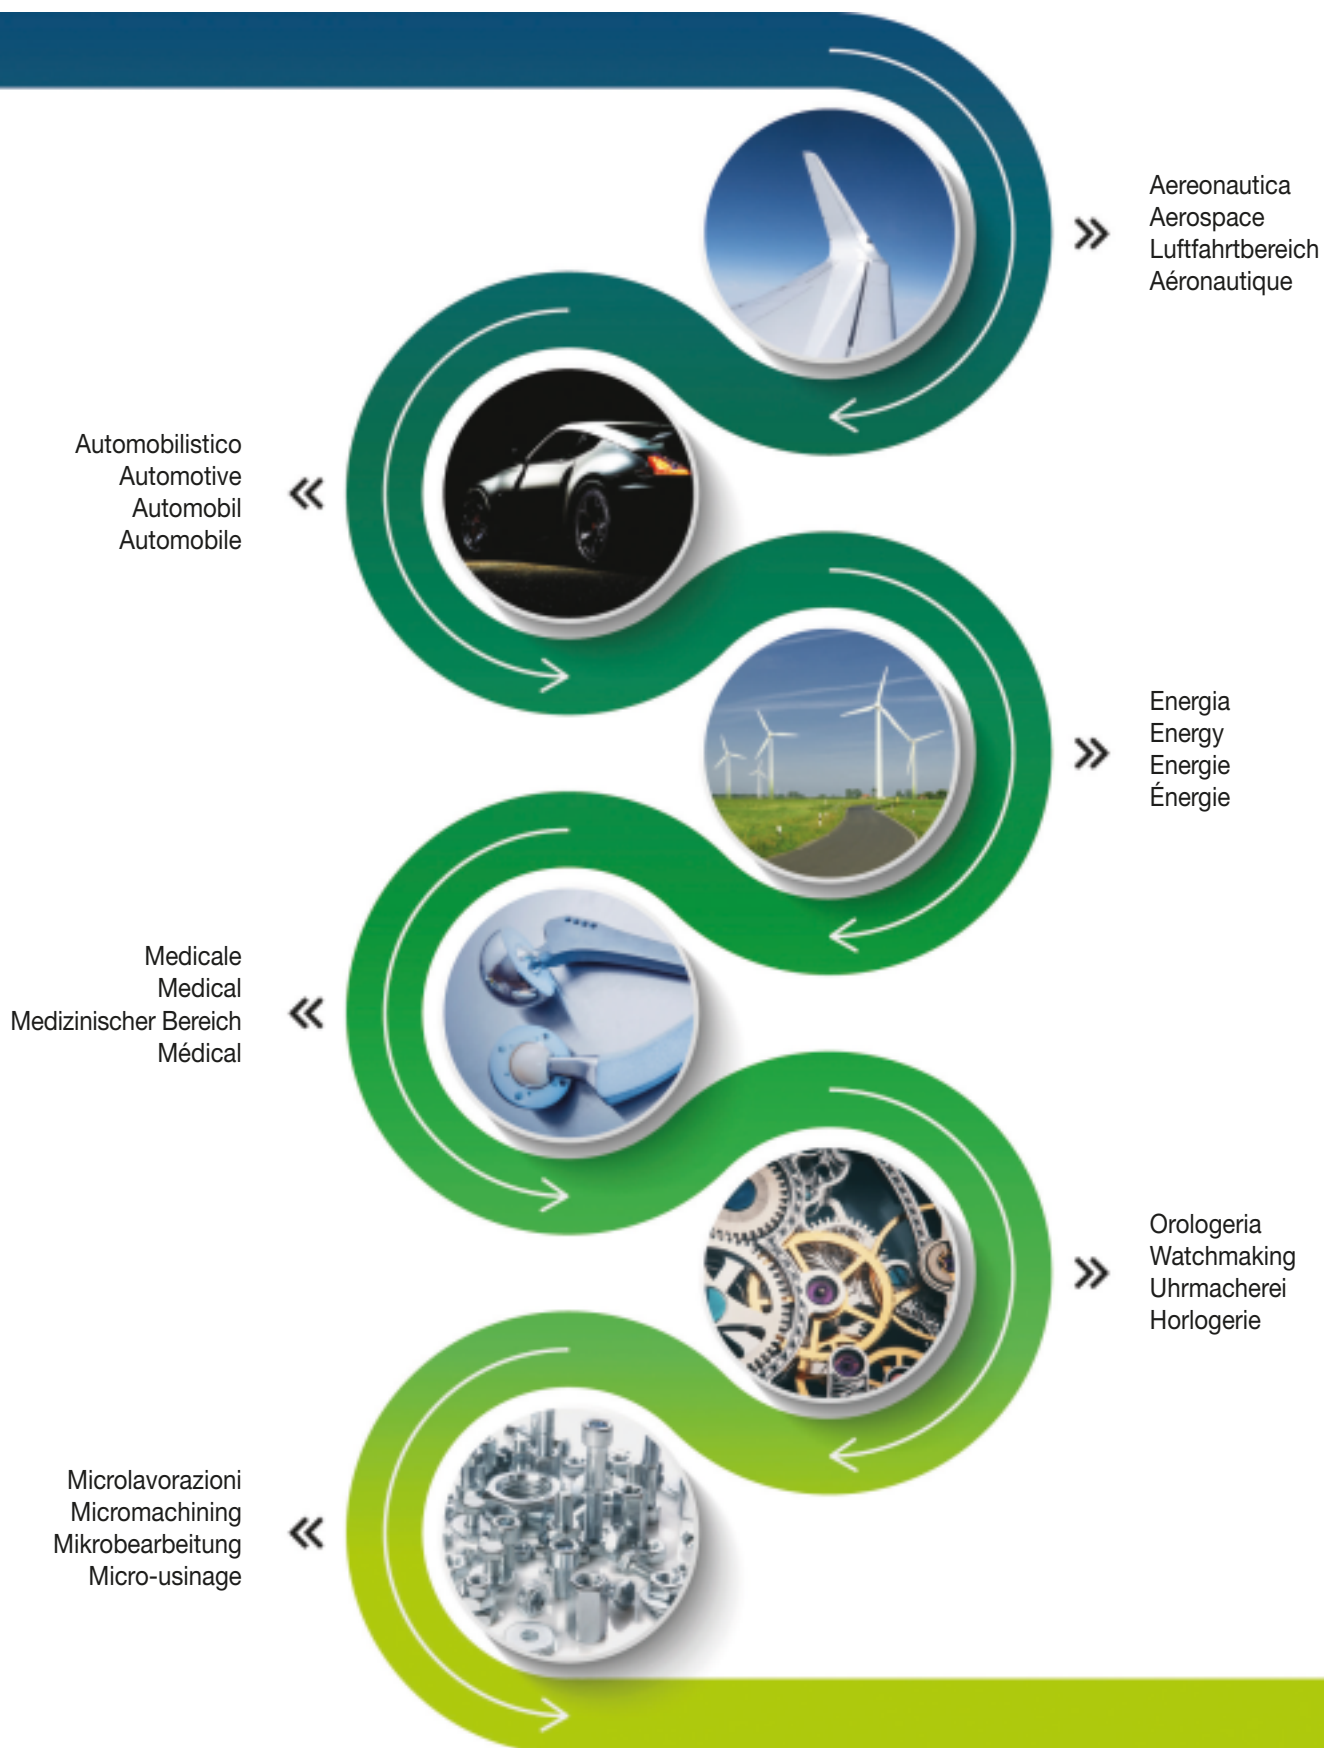 Aereonautica
Aerospace
Luftfahrtbereich
Aéronautique
Automobilistico
Automotive
Automobil
Automobile
Energia
Energy
Energie
Énergie
Medicale
Medical
Medizinischer Bereich
Médical
Orologeria
Watchmaking
Uhrmacherei
Horlogerie
Microlavorazioni
Micromachining
Mikrobearbeitung
Micro-usinage